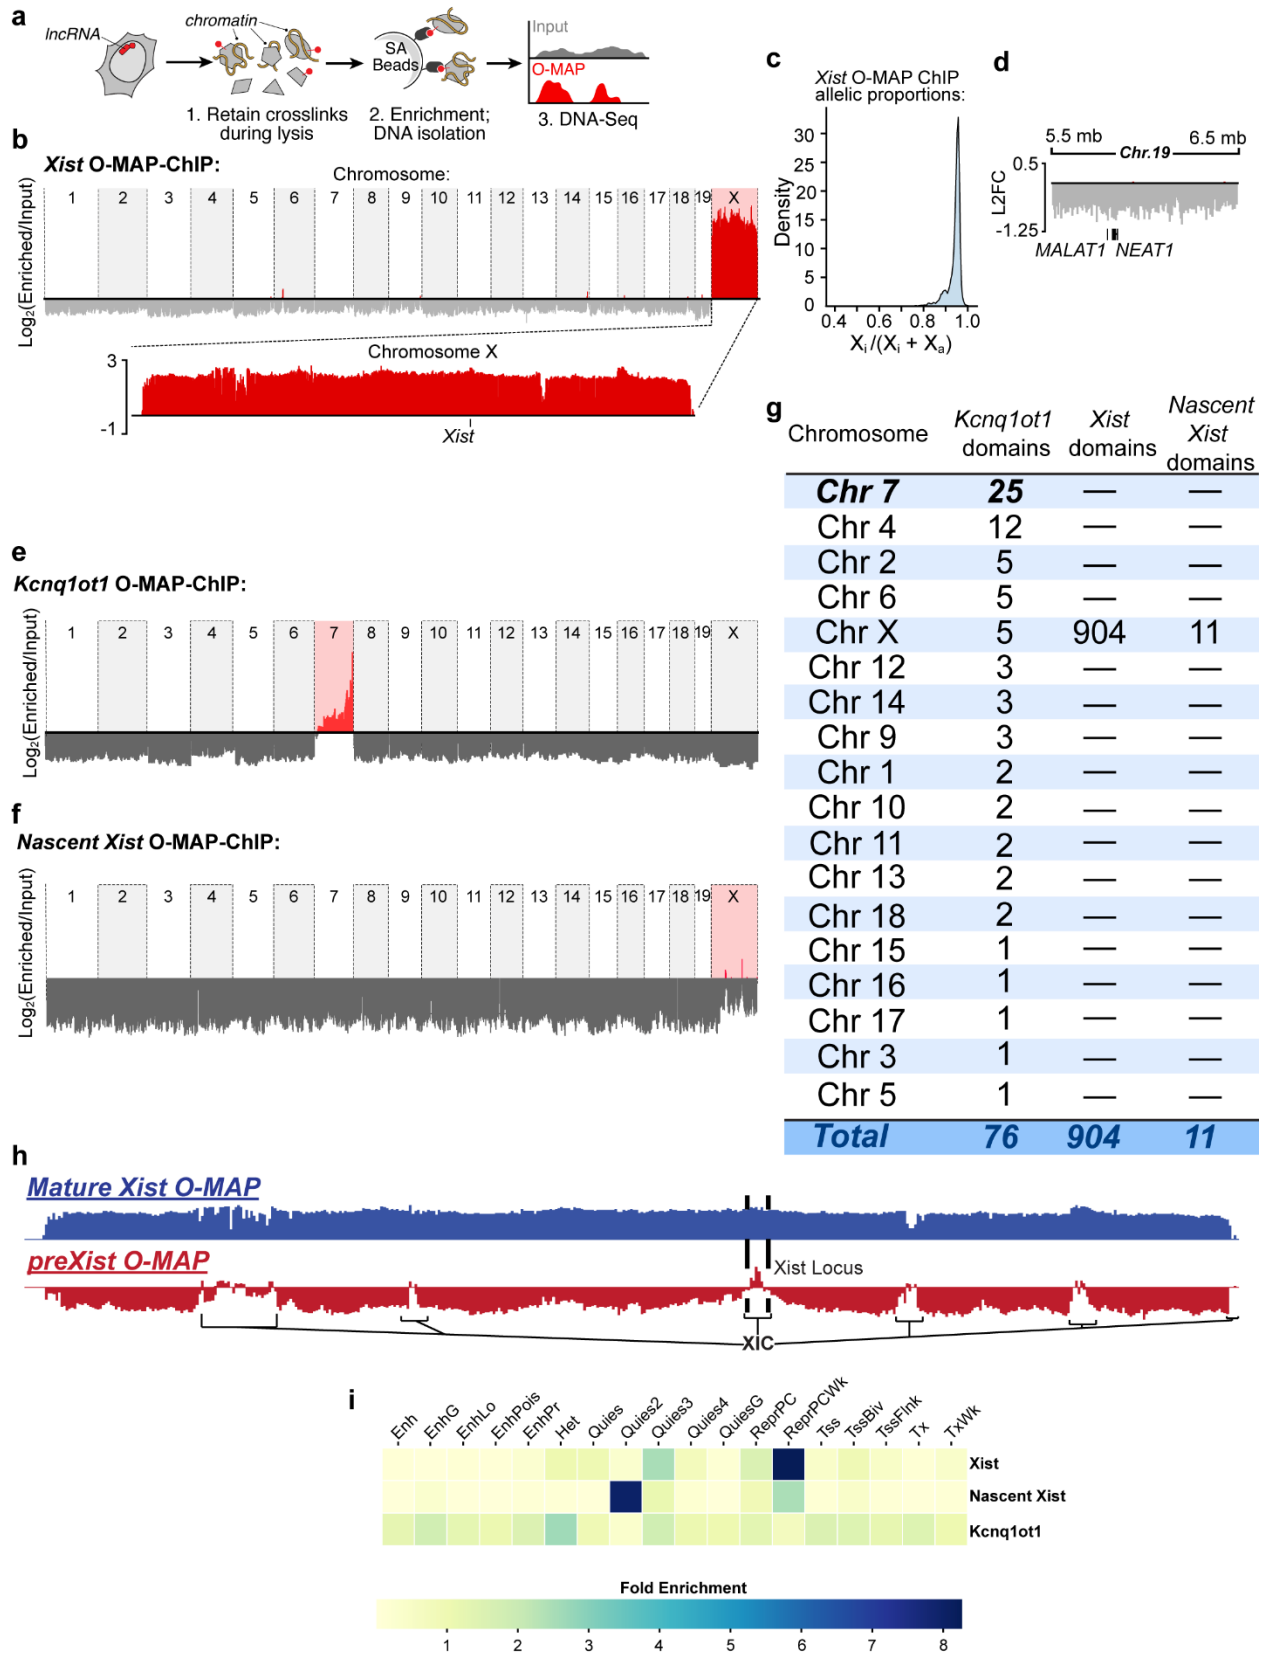 a
lncRNA
chromatin
SA
Beads
Input
O-MAP
1. Retain crosslinks
during lysis
2. Enrichment;
DNA isolation
3. DNA-Seq
b
Xist O-MAP-ChIP:
Chromosome:
1 2 3 4 5 6 7 8 9 10 11 12 13 14 15 16 17 18 19 X
Log2(Enriched/Input)
Chromosome X
3
-1
Xist
c
Xist O-MAP ChIP
allelic proportions:
Density
30
25
20
15
10
5
0
0.4 0.6 0.8 1.0
Xi/(Xi + Xa)
d
5.5 mb 6.5 mb
Chr.19
0.5
L2FC
-1.25
MALAT1 NEAT1
e
Kcnq1ot1 O-MAP-ChIP:
1 2 3 4 5 6 7 8 9 10 11 12 13 14 15 16 17 18 19 X
Log2(Enriched/Input)
f
Nascent Xist O-MAP-ChIP:
1 2 3 4 5 6 7 8 9 10 11 12 13 14 15 16 17 18 19 X
Log2(Enriched/Input)
g
Chromosome Kcnq1ot1 domains Xist domains Nascent Xist domains
Chr 7 25 — —
Chr 4 12 — —
Chr 2 5 — —
Chr 6 5 — —
Chr X 5 904 11
Chr 12 3 — —
Chr 14 3 — —
Chr 9 3 — —
Chr 1 2 — —
Chr 10 2 — —
Chr 11 2 — —
Chr 13 2 — —
Chr 18 2 — —
Chr 15 1 — —
Chr 16 1 — —
Chr 17 1 — —
Chr 3 1 — —
Chr 5 1 — —
Total 76 904 11
h
Mature Xist O-MAP
preXist O-MAP
Xist Locus
XIC
i
Enh EnhG EnhLo EnhPois EnhPr Het Quies Quies2 Quies3 Quies4 QuiesG ReprPC ReprPCWk Tss TssBiv TssFlnk Tx TxWk
Xist
Nascent Xist
Kcnq1ot1
Fold Enrichment
1 2 3 4 5 6 7 8